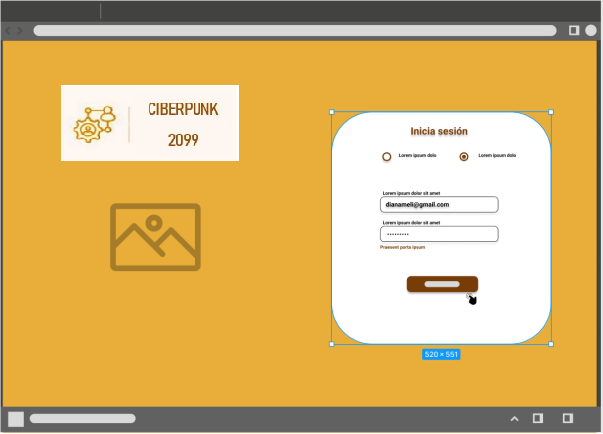 CIBERPUNK
2099
Inicia sesión
Lorem ipsum dolo
Lorem ipsum dolo
Lorem ipsum dolor sit amet
dianameli@gmail.com
Lorem ipsum dolor sit amet
•••••••••
Praesent porta ipsum
520 × 551